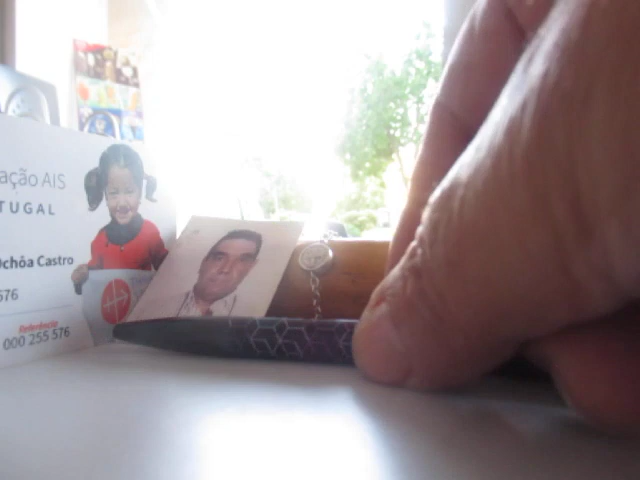 ação AIS
TUGAL
Ochôa Castro
576
Referência
000 255 576